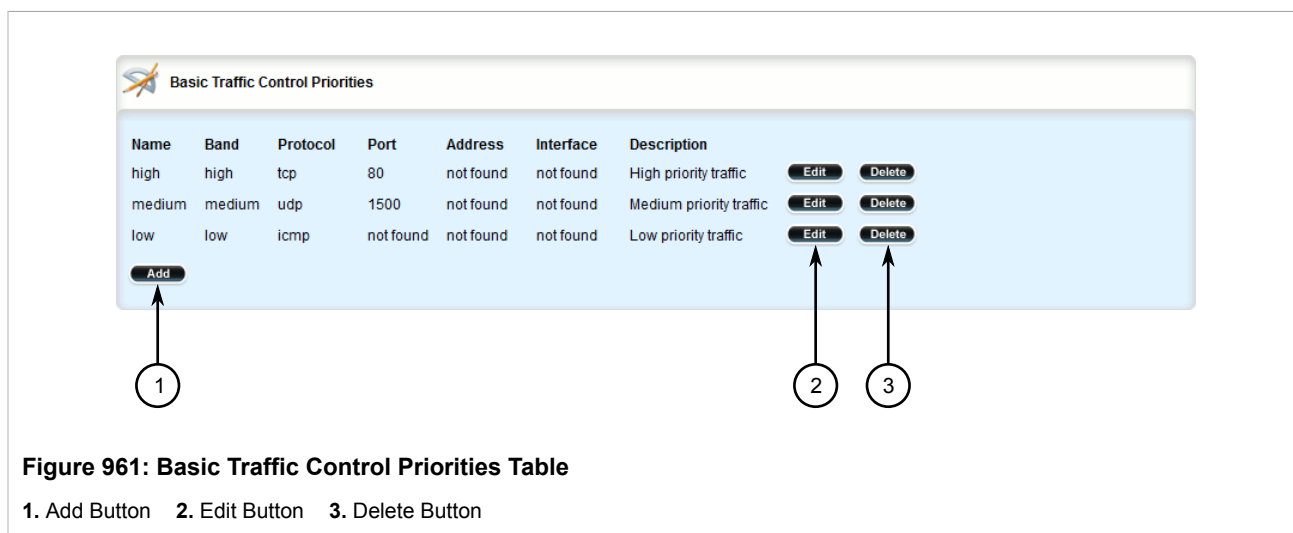 Basic Traffic Control Priorities
Name Band Protocol Port Address Interface Description
high high tcp 80 not found not found High priority traffic Edit Delete
medium medium udp 1500 not found not found Medium priority traffic Edit Delete
low low icmp not found not found not found Low priority traffic Edit Delete
Add
1 2 3
Figure 961: Basic Traffic Control Priorities Table
1. Add Button 2. Edit Button 3. Delete Button